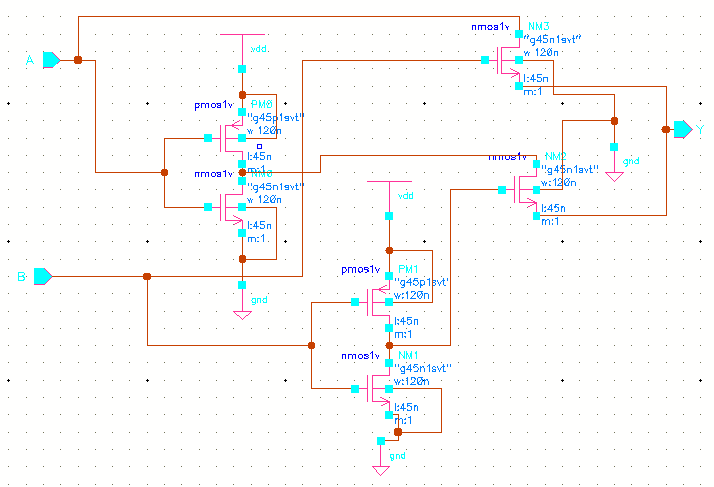 nmos1v
NM3
"g45n1svt"
w:120n
l:45n
m:1
A
vdd
Y
pmos1v
PM0
"g45p1svt"
w:120n
l:45n
m:1
nmos1v
NM0
"g45n1svt"
w:120n
l:45n
m:1
nmos1v
NM2
"g45n1svt"
w:120n
l:45n
m:1
gnd
vdd
B
gnd
pmos1v
PM1
"g45p1svt"
w:120n
l:45n
m:1
nmos1v
NM1
"g45n1svt"
w:120n
l:45n
m:1
gnd